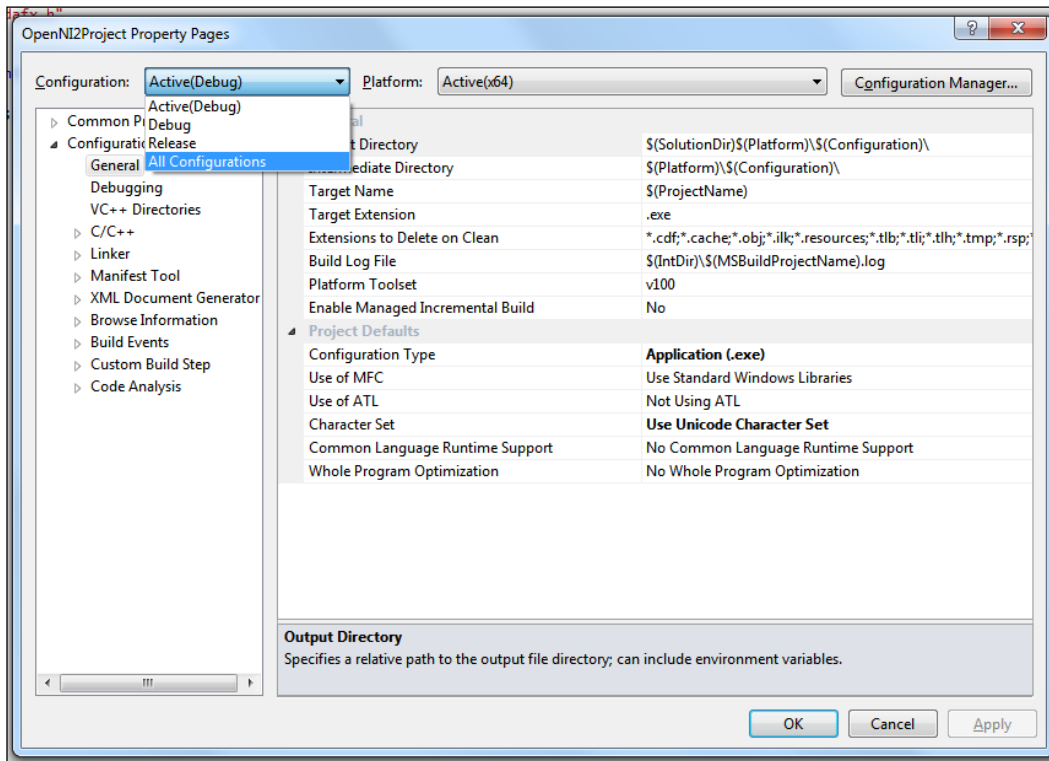 dafx.h"
OpenNI2Project Property Pages
Configuration: Active(Debug) Platform: Active(x64) Configuration Manager...
Active(Debug)
Debug
Release
All Configurations
Common P
Configuratio
General
Debugging
VC++ Directories
C/C++
Linker
Manifest Tool
XML Document Generator
Browse Information
Build Events
Custom Build Step
Code Analysis
al
t Directory $(SolutionDir)$(Platform)\$(Configuration)\
Intermediate Directory $(Platform)\$(Configuration)\
Target Name $(ProjectName)
Target Extension .exe
Extensions to Delete on Clean *.cdf;*.cache;*.obj;*.ilk;*.resources;*.tlb;*.tli;*.tlh;*.tmp;*.rsp;*
Build Log File $(IntDir)\$(MSBuildProjectName).log
Platform Toolset v100
Enable Managed Incremental Build No
Project Defaults
Configuration Type Application (.exe)
Use of MFC Use Standard Windows Libraries
Use of ATL Not Using ATL
Character Set Use Unicode Character Set
Common Language Runtime Support No Common Language Runtime Support
Whole Program Optimization No Whole Program Optimization
Output Directory
Specifies a relative path to the output file directory; can include environment variables.
OK Cancel Apply